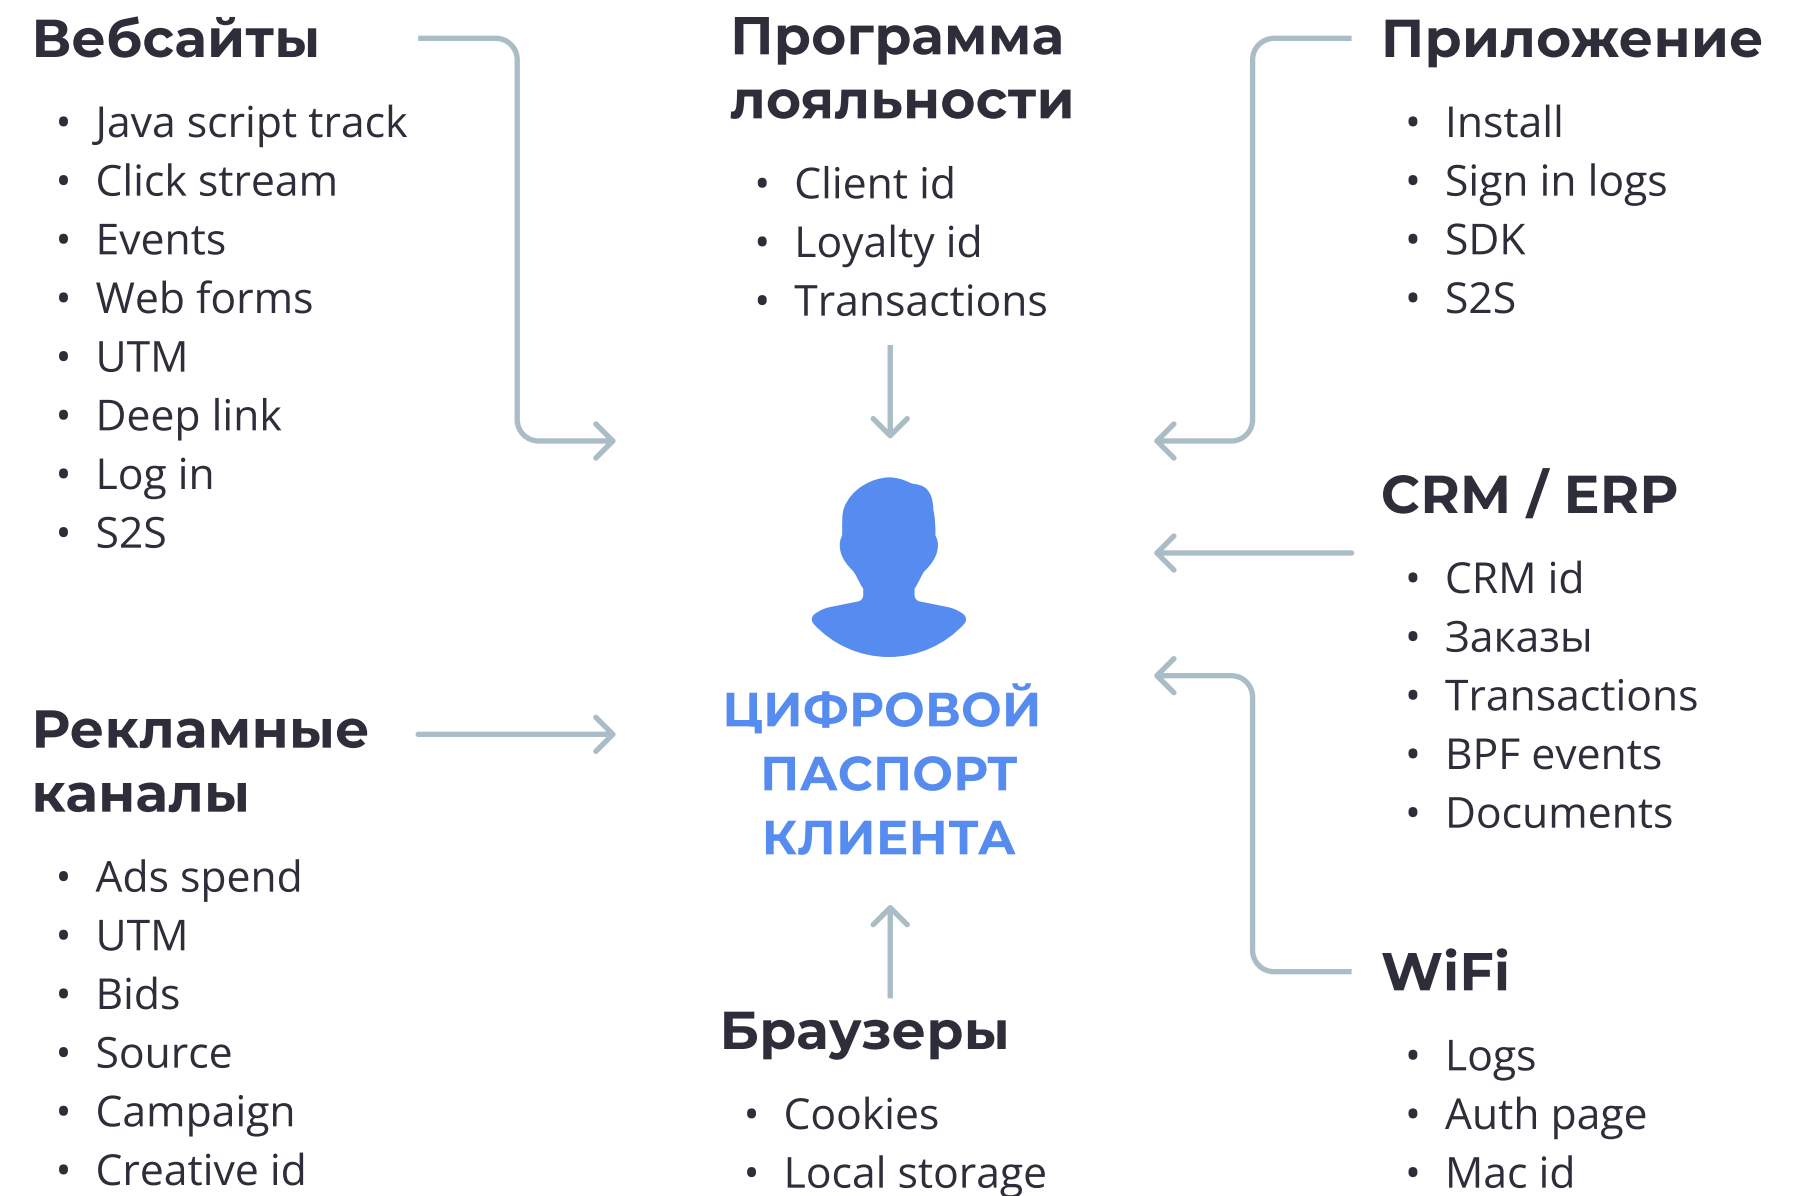 Вебсайты
• Java script track
• Click stream
• Events
• Web forms
• UTM
• Deep link
• Log in
• S2S
Программа
лояльности
• Client id
• Loyalty id
• Transactions
Приложение
• Install
• Sign in logs
• SDK
• S2S
CRM / ERP
• CRM id
• Заказы
• Transactions
• BPF events
• Documents
ЦИФРОВОЙ
ПАСПОРТ
КЛИЕНТА
Рекламные
каналы
• Ads spend
• UTM
• Bids
• Source
• Campaign
• Creative id
Браузеры
• Cookies
• Local storage
WiFi
• Logs
• Auth page
• Mac id